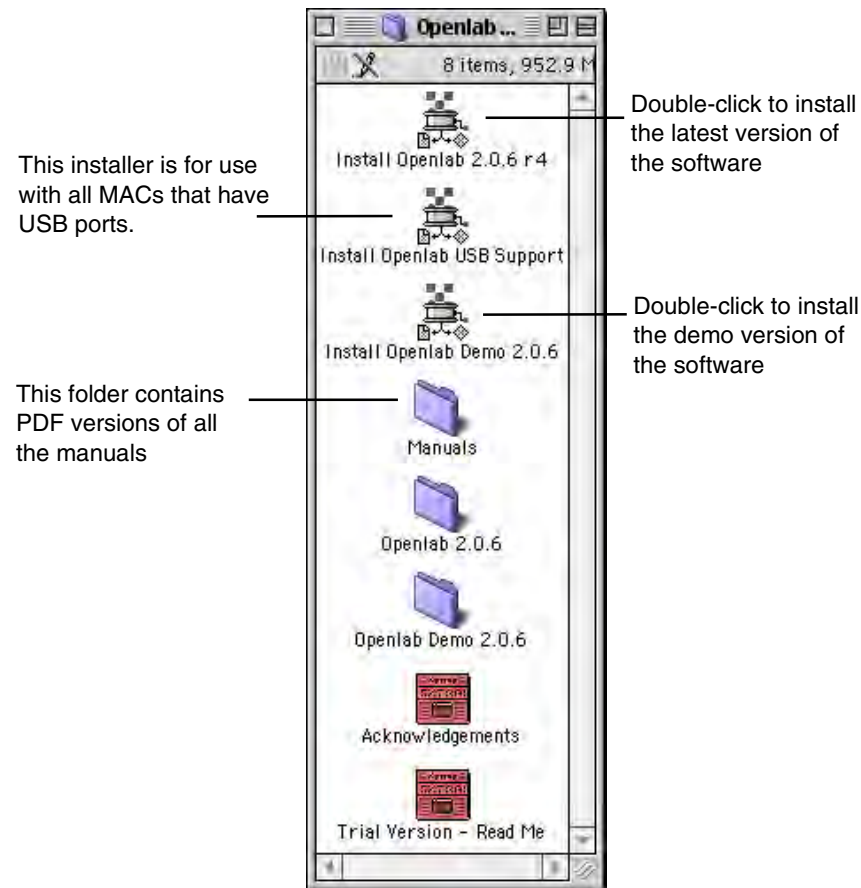 Openlab ...
8 items, 952.9 M
Install Openlab 2.0.6 r4
Double-click to install
the latest version of
the software
This installer is for use
with all MACs that have
USB ports.
Install Openlab USB Support
Install Openlab Demo 2.0.6
Double-click to install
the demo version of
the software
This folder contains
PDF versions of all
the manuals
Manuals
Openlab 2.0.6
Openlab Demo 2.0.6
Acknowledgements
Trial Version - Read Me